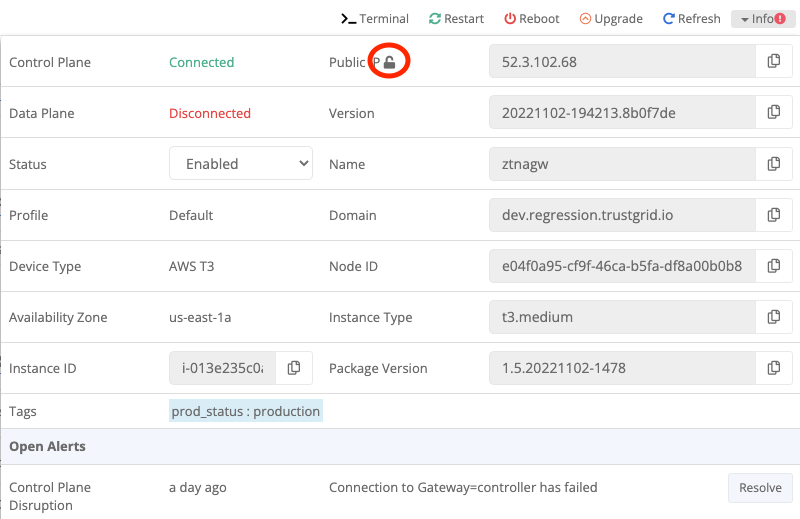 Terminal Restart Reboot Upgrade Refresh Info
Control Plane Connected Public P 52.3.102.68
Data Plane Disconnected Version 20221102-194213.8b0f7de
Status Enabled Name ztnagw
Profile Default Domain dev.regression.trustgrid.io
Device Type AWS T3 Node ID e04f0a95-cf9f-46ca-b5fa-df8a00b0b8
Availability Zone us-east-1a Instance Type t3.medium
Instance ID i-013e235c0a Package Version 1.5.20221102-1478
Tags prod_status : production
Open Alerts
Control Plane Disruption a day ago Connection to Gateway=controller has failed Resolve